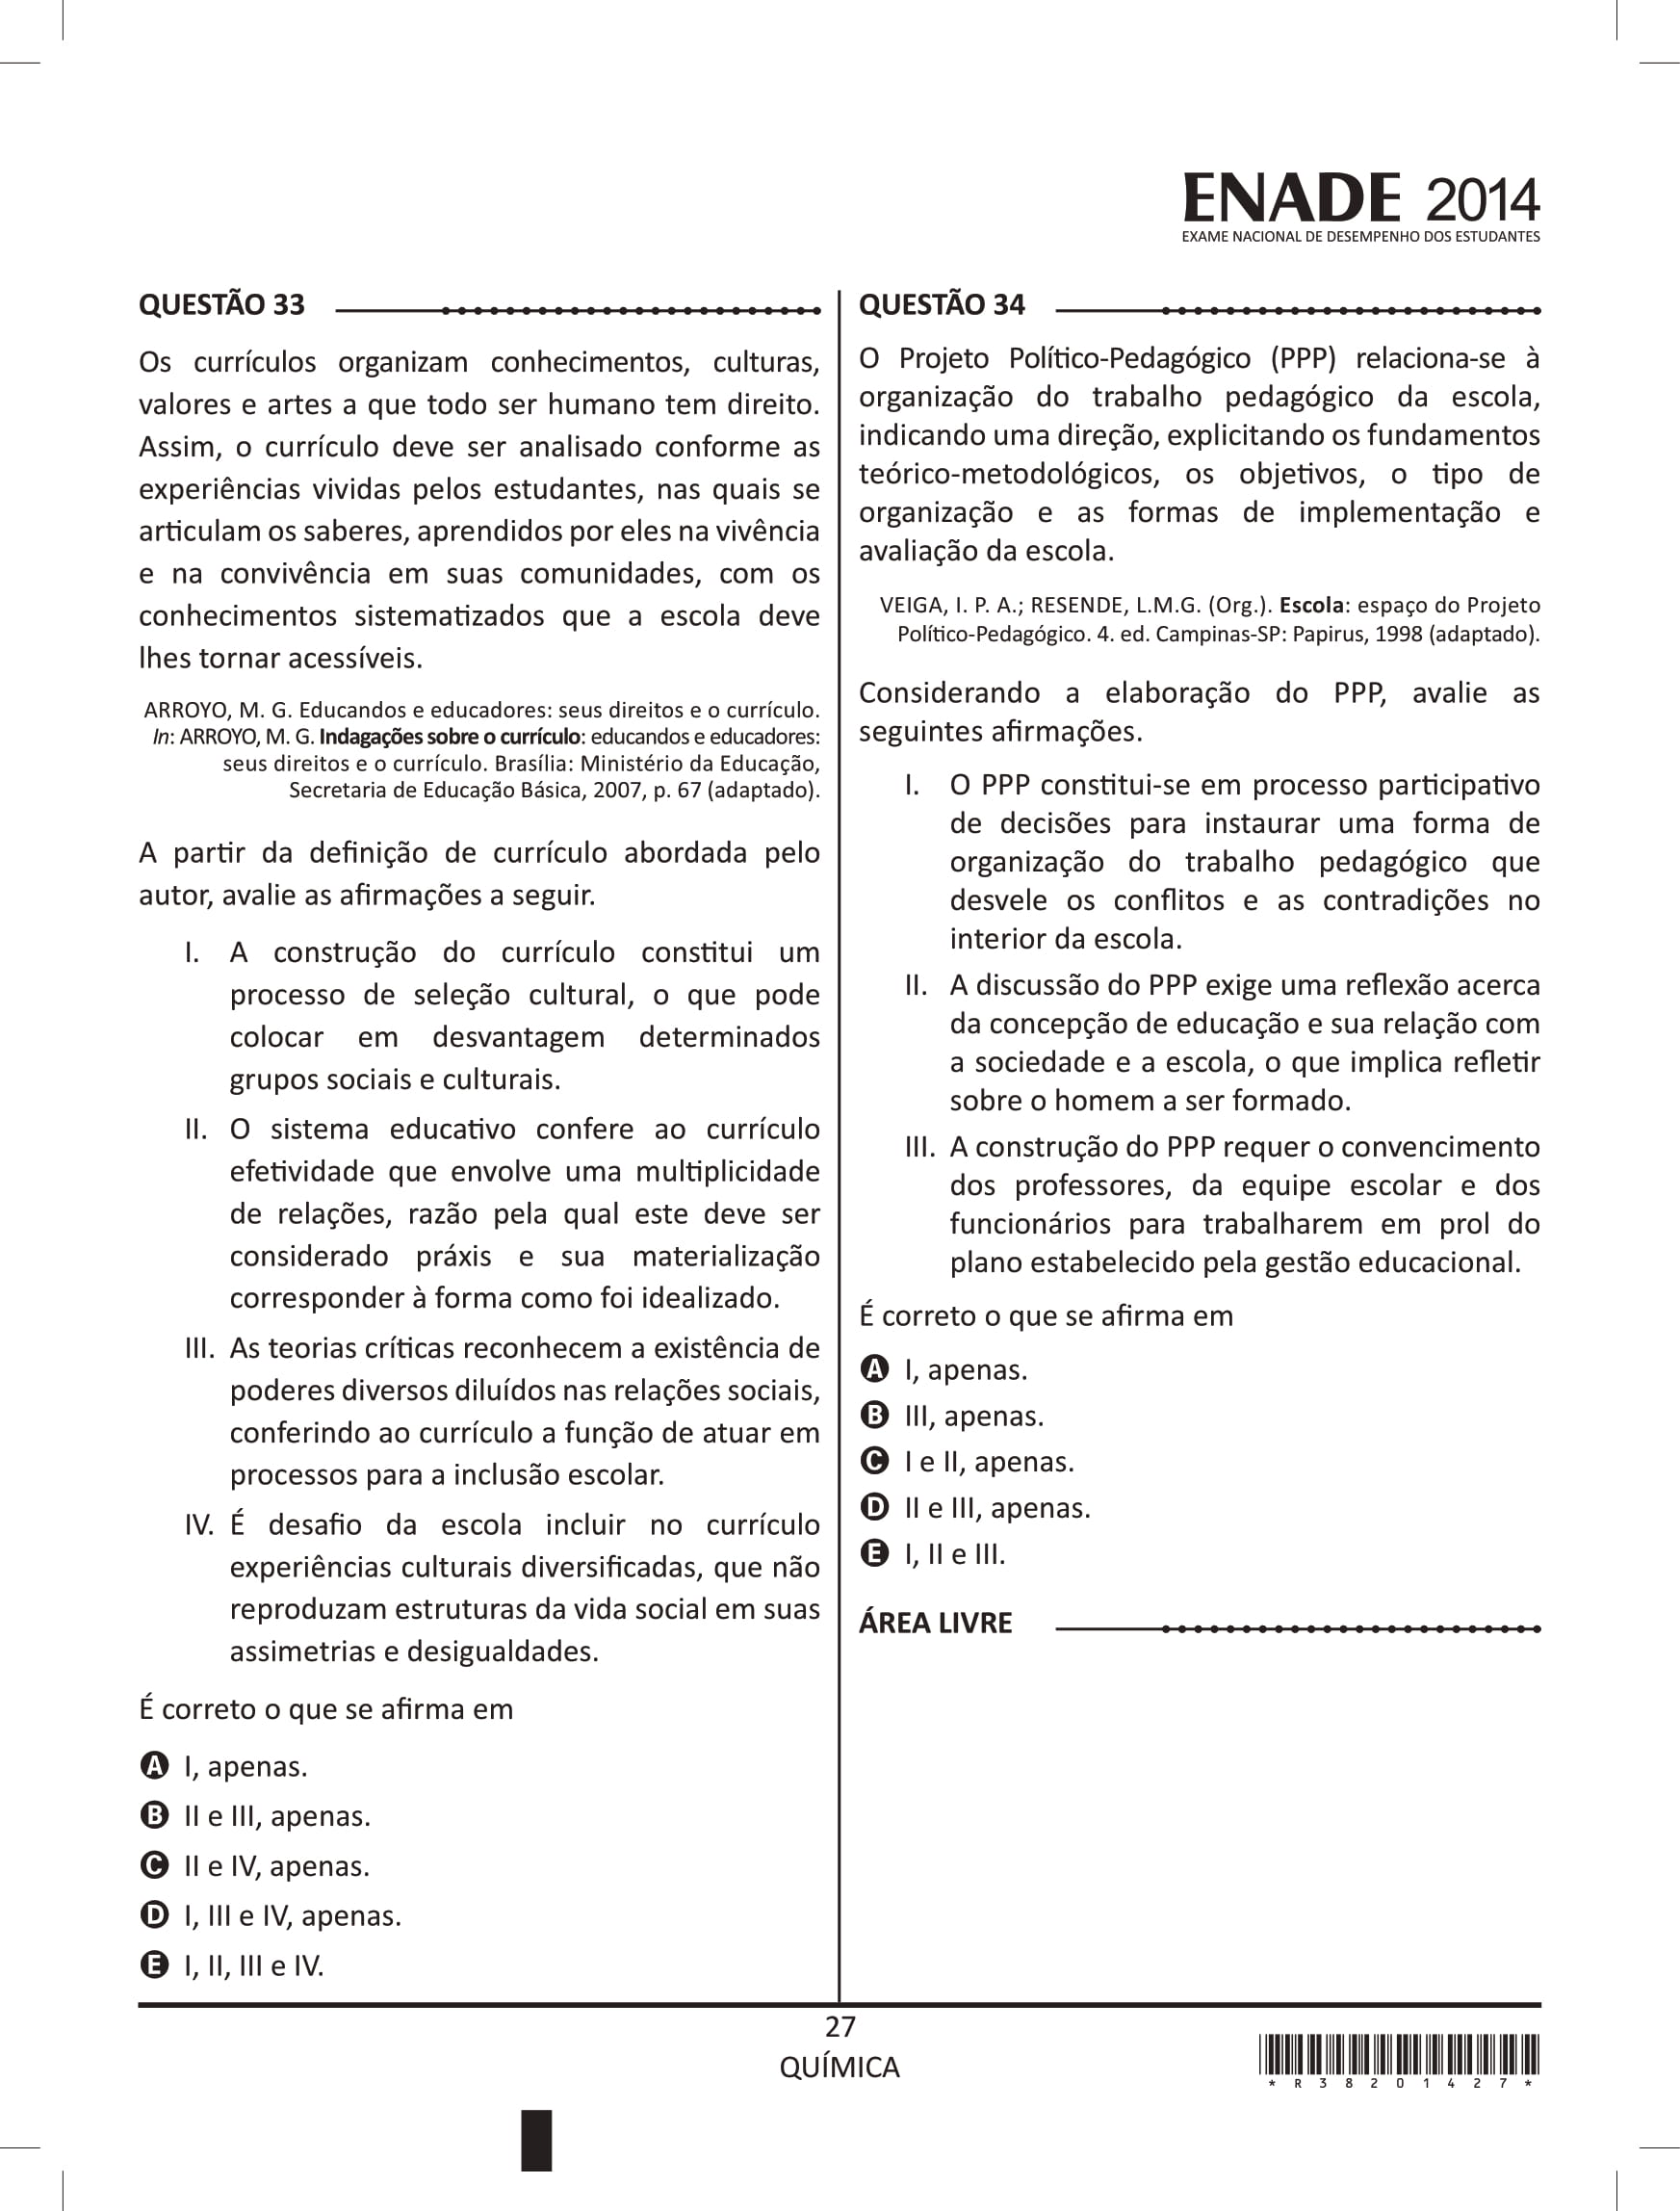 ENADE 2014
EXAME NACIONAL DE DESEMPENHO DOS ESTUDANTES
QUESTÃO 33
Os currículos organizam conhecimentos, culturas,
valores e artes a que todo ser humano tem direito.
Assim, o currículo deve ser analisado conforme as
experiências vividas pelos estudantes, nas quais se
articulam os saberes, aprendidos por eles na vivência
e na convivência em suas comunidades, com os
conhecimentos sistematizados que a escola deve
lhes tornar acessíveis.
ARROYO, M. G. Educandos e educadores: seus direitos e o currículo.
In: ARROYO, M. G. Indagações sobre o currículo: educandos e educadores:
seus direitos e o currículo. Brasília: Ministério da Educação,
Secretaria de Educação Básica, 2007, p. 67 (adaptado).
A partir da definição de currículo abordada pelo
autor, avalie as afirmações a seguir.
I. A construção do currículo constitui um
processo de seleção cultural, o que pode
colocar em desvantagem determinados
grupos sociais e culturais.
II. O sistema educativo confere ao currículo
efetividade que envolve uma multiplicidade
de relações, razão pela qual este deve ser
considerado práxis e sua materialização
corresponder à forma como foi idealizado.
III. As teorias críticas reconhecem a existência de
poderes diversos diluídos nas relações sociais,
conferindo ao currículo a função de atuar em
processos para a inclusão escolar.
IV. É desafio da escola incluir no currículo
experiências culturais diversificadas, que não
reproduzam estruturas da vida social em suas
assimetrias e desigualdades.
É correto o que se afirma em
A I, apenas.
B II e III, apenas.
C II e IV, apenas.
D I, III e IV, apenas.
E I, II, III e IV.
QUESTÃO 34
O Projeto Político-Pedagógico (PPP) relaciona-se à
organização do trabalho pedagógico da escola,
indicando uma direção, explicitando os fundamentos
teórico-metodológicos, os objetivos, o tipo de
organização e as formas de implementação e
avaliação da escola.
VEIGA, I. P. A.; RESENDE, L.M.G. (Org.). Escola: espaço do Projeto
Político-Pedagógico. 4. ed. Campinas-SP: Papirus, 1998 (adaptado).
Considerando a elaboração do PPP, avalie as
seguintes afirmações.
I. O PPP constitui-se em processo participativo
de decisões para instaurar uma forma de
organização do trabalho pedagógico que
desvele os conflitos e as contradições no
interior da escola.
II. A discussão do PPP exige uma reflexão acerca
da concepção de educação e sua relação com
a sociedade e a escola, o que implica refletir
sobre o homem a ser formado.
III. A construção do PPP requer o convencimento
dos professores, da equipe escolar e dos
funcionários para trabalharem em prol do
plano estabelecido pela gestão educacional.
É correto o que se afirma em
A I, apenas.
B III, apenas.
C I e II, apenas.
D II e III, apenas.
E I, II e III.
ÁREA LIVRE
27
QUÍMICA
* R 3 8 2 0 1 4 2 7 *